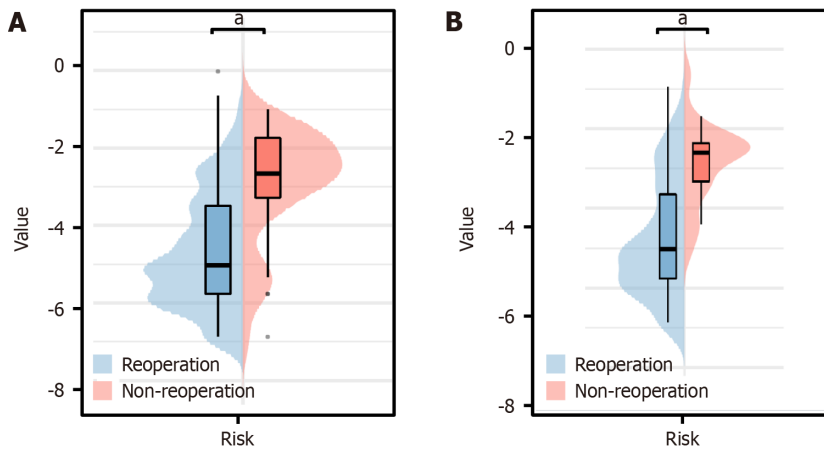 A
a
Value
0
-2
-4
-6
-8
Reoperation
Non-reoperation
Risk
B
a
Value
0
-2
-4
-6
-8
Reoperation
Non-reoperation
Risk